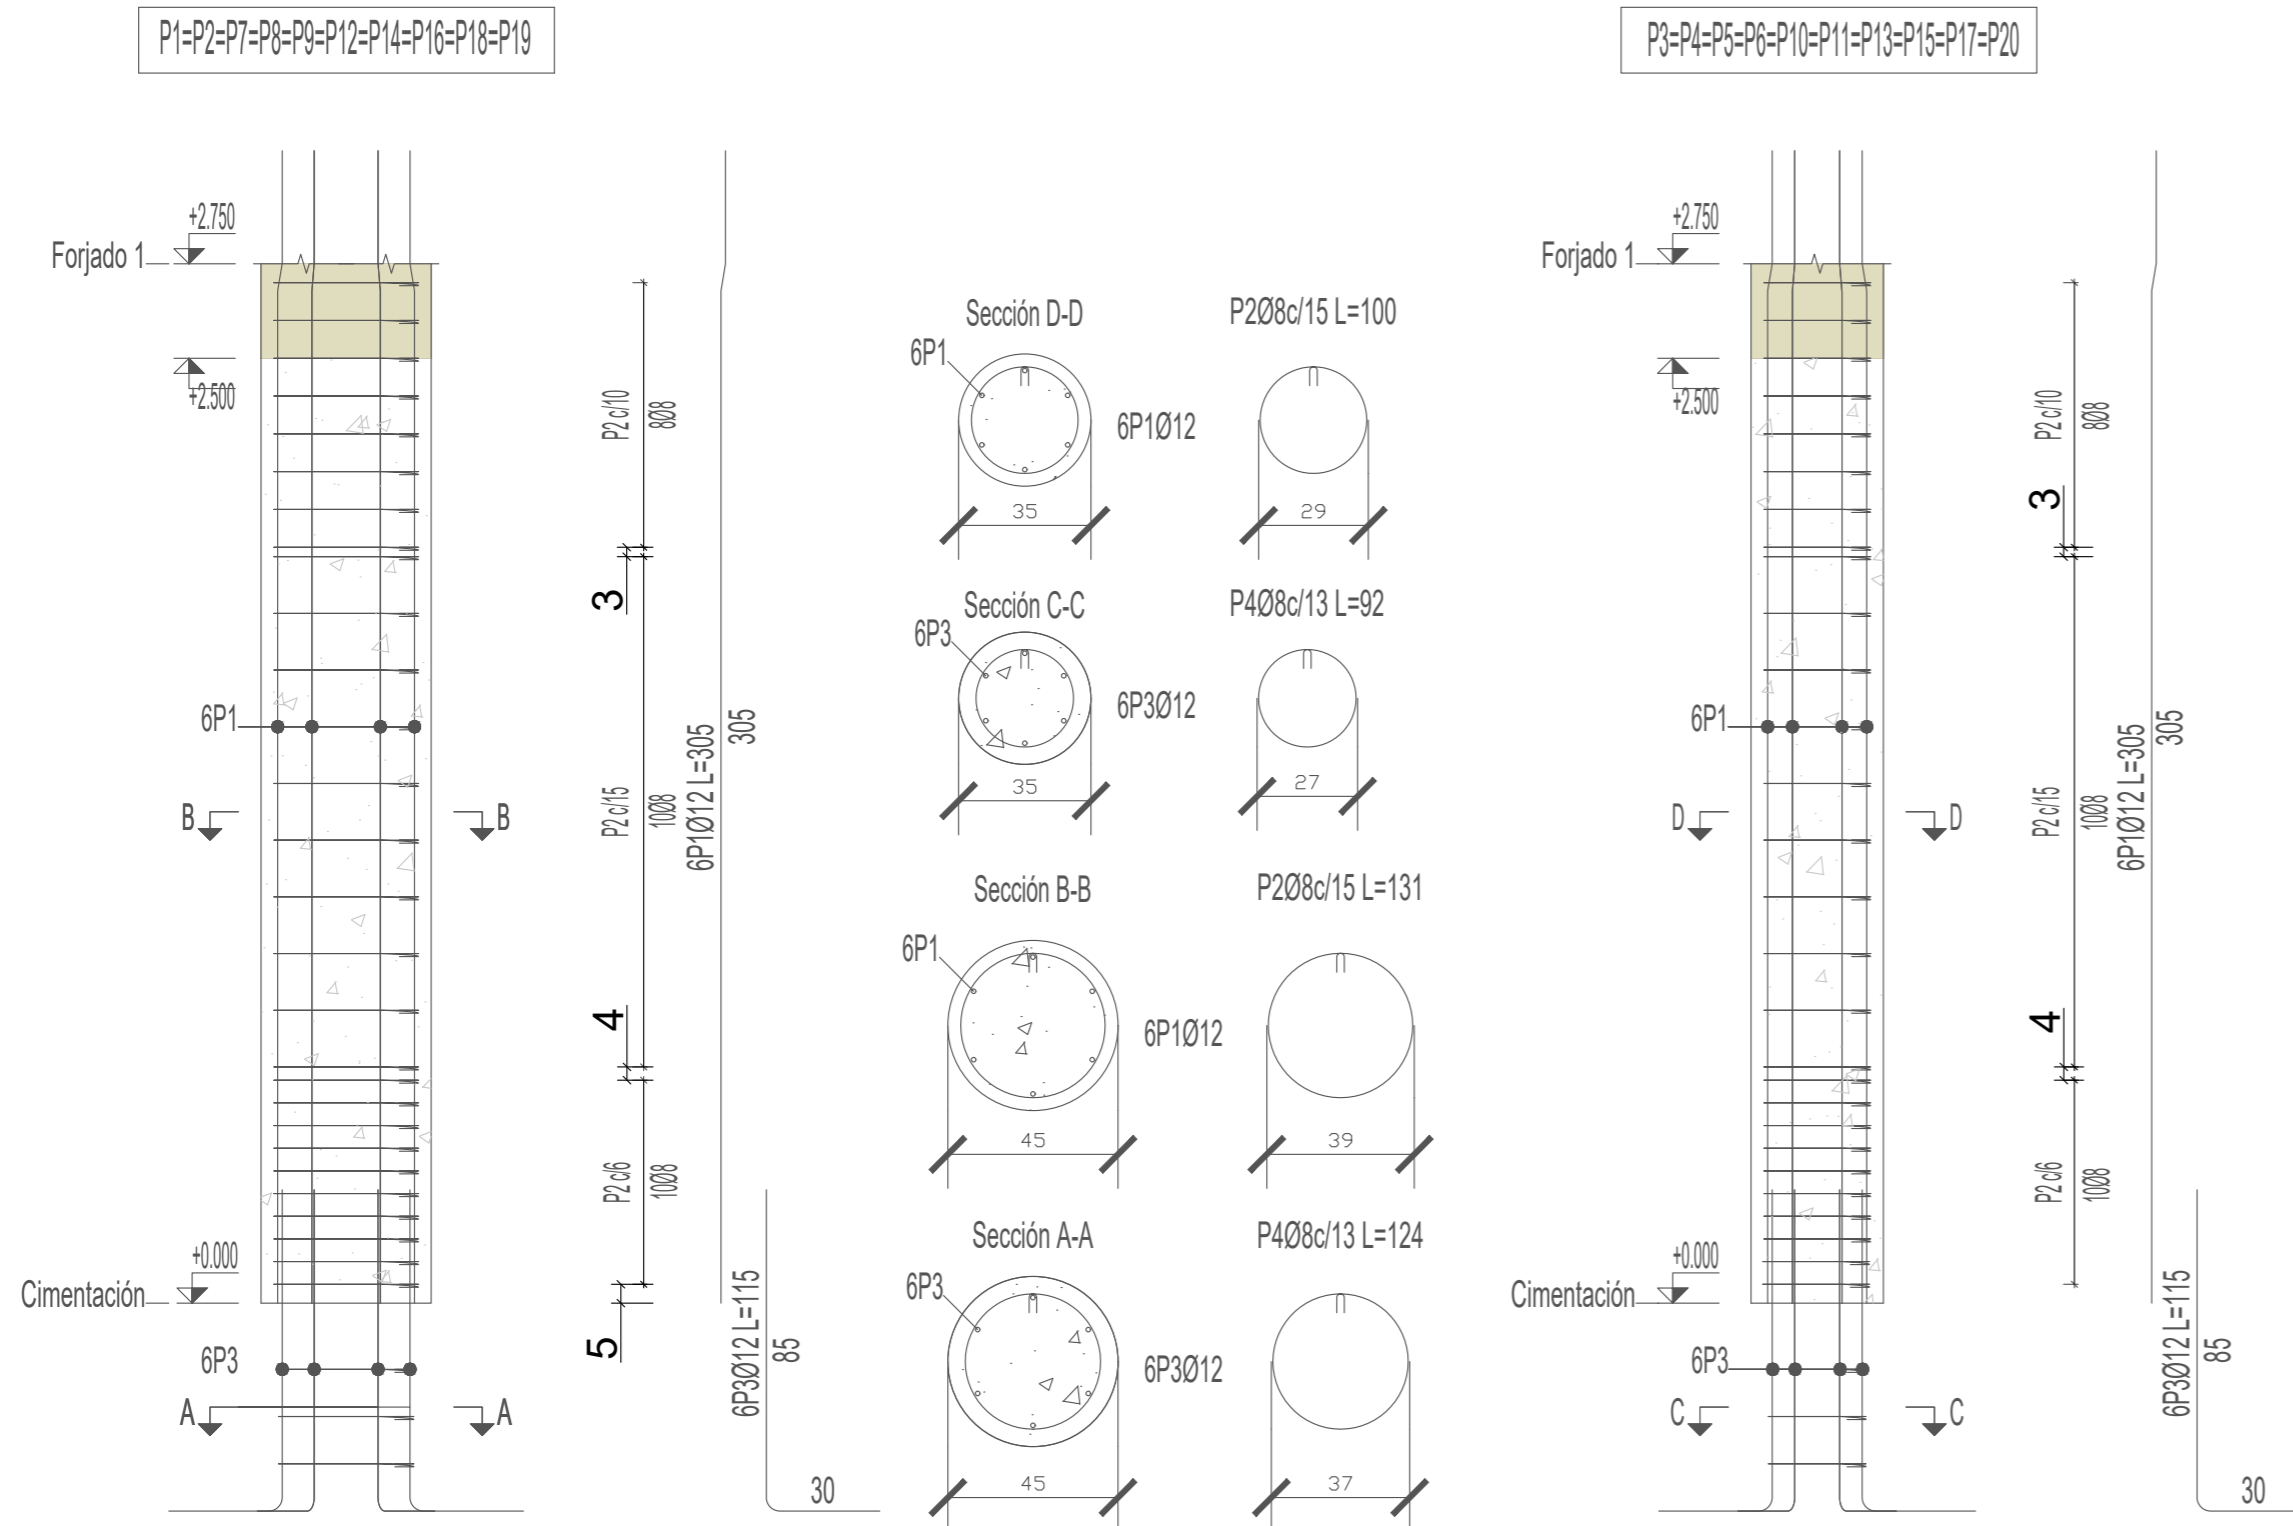 P1=P2=P7=P8=P9=P12=P14=P16=P18=P19
+2.750
Forjado 1
+2.500
P2 c/10
8Ø8
3
6P1
P2 c/15
10Ø8
6P1Ø12 L=305
305
B
B
4
P2 c/6
10Ø8
+0.000
Cimentación
5
6P3
A
A
6P3Ø12 L=115
85
30
Sección D-D
P2Ø8c/15 L=100
6P1
6P1Ø12
35
29
Sección C-C
P4Ø8c/13 L=92
6P3
6P3Ø12
35
27
Sección B-B
P2Ø8c/15 L=131
6P1
6P1Ø12
45
39
Sección A-A
P4Ø8c/13 L=124
6P3
6P3Ø12
45
37
P3=P4=P5=P6=P10=P11=P13=P15=P17=P20
+2.750
Forjado 1
+2.500
P2 c/10
8Ø8
3
6P1
P2 c/15
10Ø8
6P1Ø12 L=305
305
D
D
4
P2 c/6
10Ø8
+0.000
Cimentación
6P3
C
C
6P3Ø12 L=115
85
30